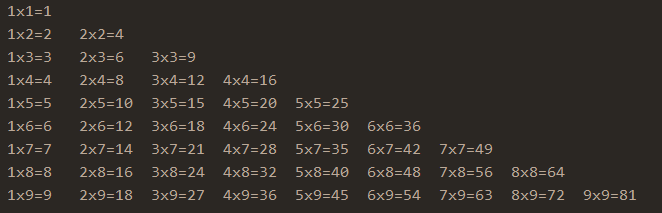 1x1=1
1x2=2 2x2=4
1x3=3 2x3=6 3x3=9
1x4=4 2x4=8 3x4=12 4x4=16
1x5=5 2x5=10 3x5=15 4x5=20 5x5=25
1x6=6 2x6=12 3x6=18 4x6=24 5x6=30 6x6=36
1x7=7 2x7=14 3x7=21 4x7=28 5x7=35 6x7=42 7x7=49
1x8=8 2x8=16 3x8=24 4x8=32 5x8=40 6x8=48 7x8=56 8x8=64
1x9=9 2x9=18 3x9=27 4x9=36 5x9=45 6x9=54 7x9=63 8x9=72 9x9=81